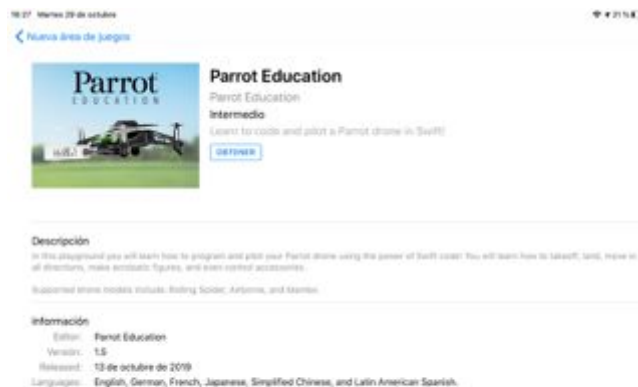 16:27 Martes 29 de octubre
21 %
Nueva área de juegos
Parrot
EDUCATION
Parrot Education
Parrot Education
Intermedio
Learn to code and pilot a Parrot drone in Swift!
OBTENER
Descripción
In this playground you will learn how to program and pilot your Parrot drone using the power of Swift code! You will learn how to takeoff, land, move in
all directions, make acrobatic figures, and even control accessories.
Supported drone models include: Rolling Spider, Airborne, and Mambo.
Información
Editor: Parrot Education
Versión: 1.5
Released: 13 de octubre de 2019
Languages: English, German, French, Japanese, Simplified Chinese, and Latin American Spanish.